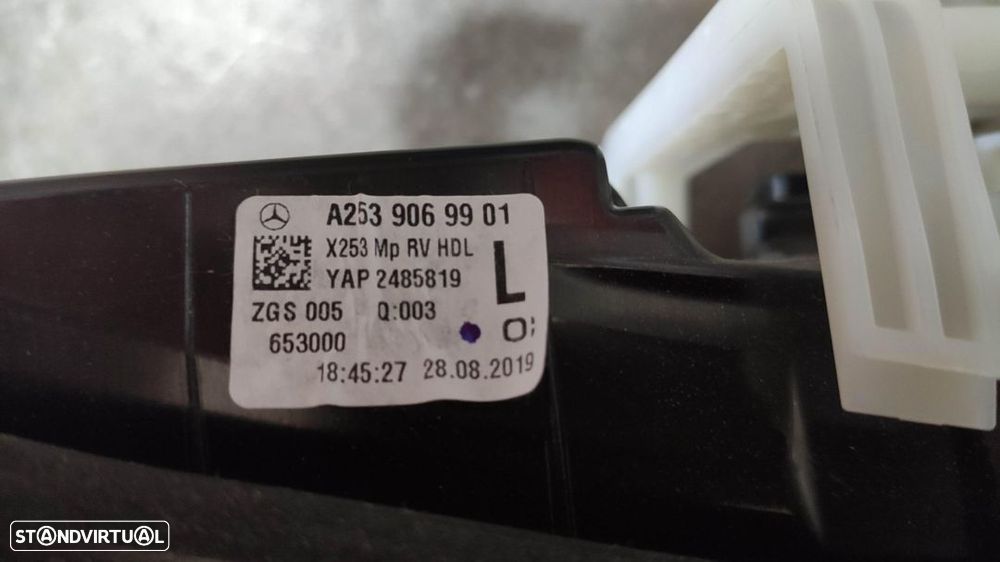 A253 906 99 01
X253 Mp RV HDL
YAP 2485819
L
ZGS 005 Q:003
653000
18:45:27 28.08.2019
STANDVIRTUAL